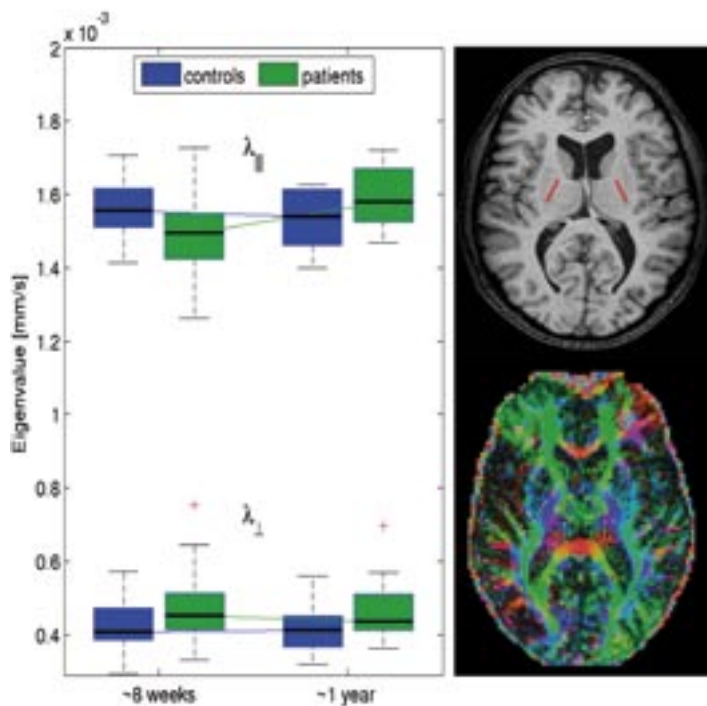 x 10⁻³
2
controls patients
1.8
λ∥
1.6
1.4
1.2
Eigenvalue [mm/s]
1
0.8
λ⊥
0.6
0.4
~8 weeks ~1 year